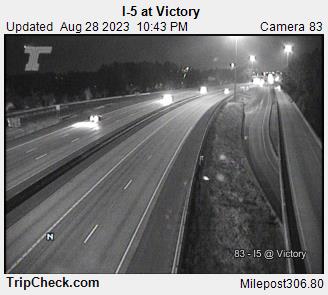 I-5 at Victory
Updated Aug 28 2023 10:43 PM Camera 83
T
N
83 - I5 @ Victory
TripCheck.com Milepost306.80